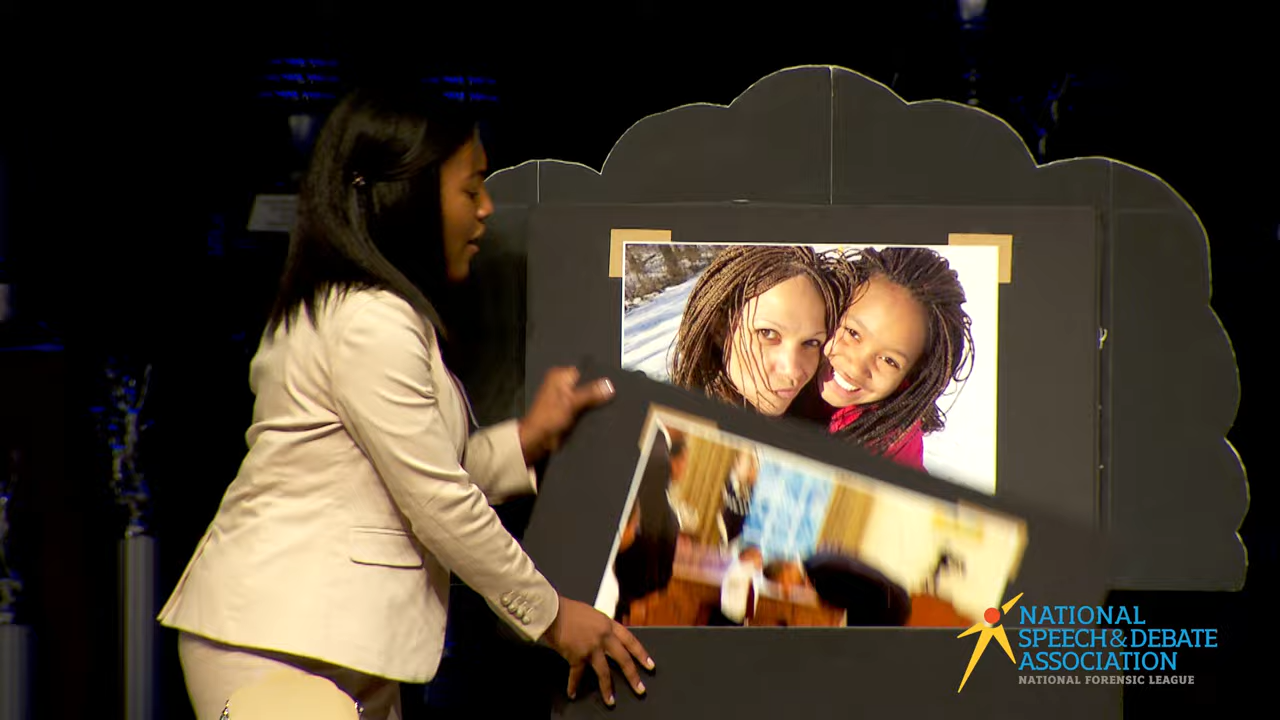 NATIONAL
SPEECH & DEBATE
ASSOCIATION
NATIONAL FORENSIC LEAGUE